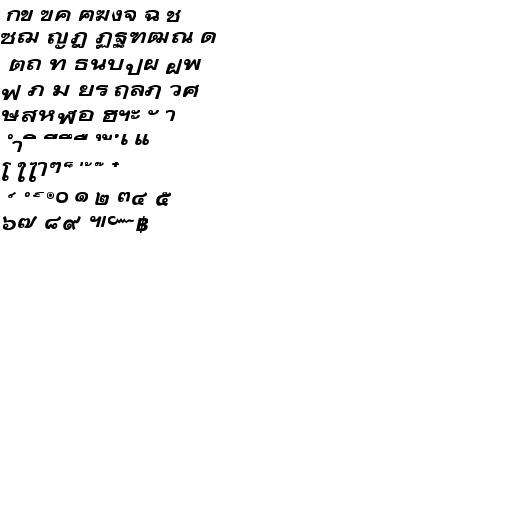 กข ฃค ฅฆงจ ฉ ช
ซฌ ญฎ ฏฐฑฒณ ด
ตถ ท ธนบปผ ฝพ
ฟ ภ ม ยร ฤลฦ วศ
ษสหฬอ ฮฯะ ั า
ำ ิ ี ึ ื ุ ู ฺ เ แ
โ ใไๅๆ ็ ่ ้ ๊ ๋
์ ํ ๎ ๏๐ ๑ ๒ ๓๔ ๕
๖๗ ๘๙ ๚๛฿